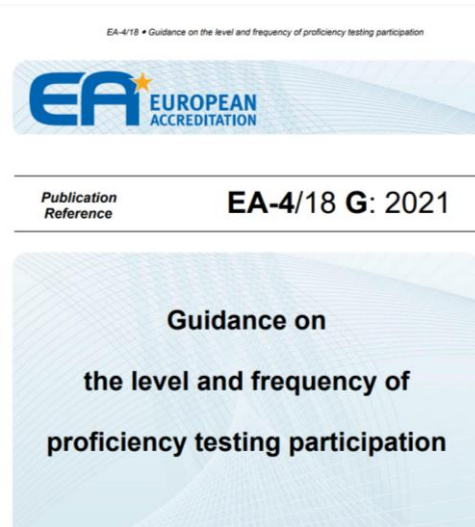 EA-4/18 • Guidance on the level and frequency of proficiency testing participation
EA EUROPEAN
ACCREDITATION
Publication
Reference
EA-4/18 G: 2021
Guidance on
the level and frequency of
proficiency testing participation